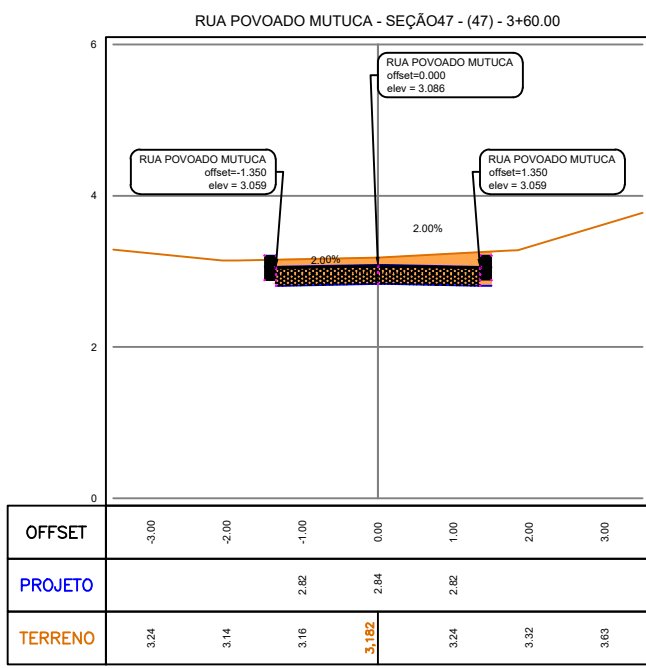 RUA POVOADO MUTUCA - SEÇÃO47 - (47) - 3+60.00
6
RUA POVOADO MUTUCA
offset=0.000
elev = 3.086
RUA POVOADO MUTUCA
offset=-1.350
elev = 3.059
RUA POVOADO MUTUCA
offset=1.350
elev = 3.059
4
2.00%
2.00%
2
0
OFFSET -3.00 -2.00 -1.00 0.00 1.00 2.00 3.00
PROJETO 2.82 2.84 2.82
TERRENO 3.24 3.14 3.16 3,182 3.24 3.32 3.63